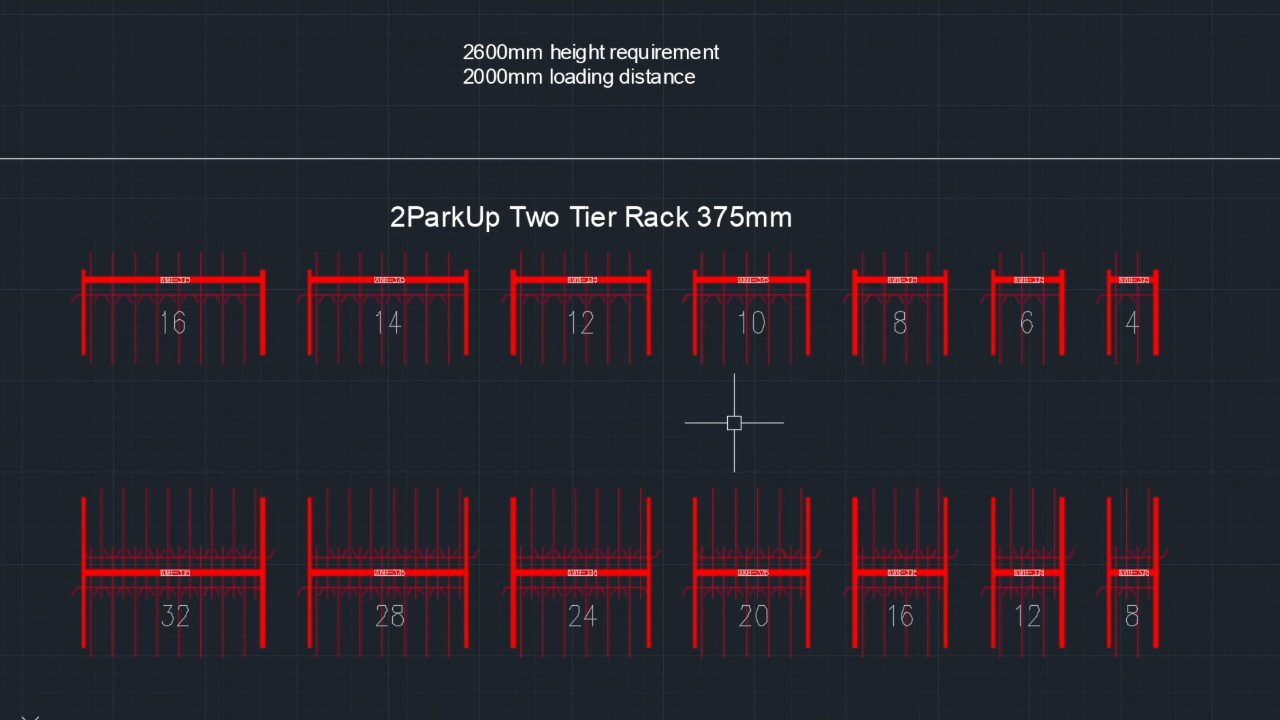 2600mm height requirement
2000mm loading distance
2ParkUp Two Tier Rack 375mm
16 14 12 10 8 6 4
32 28 24 20 16 12 8